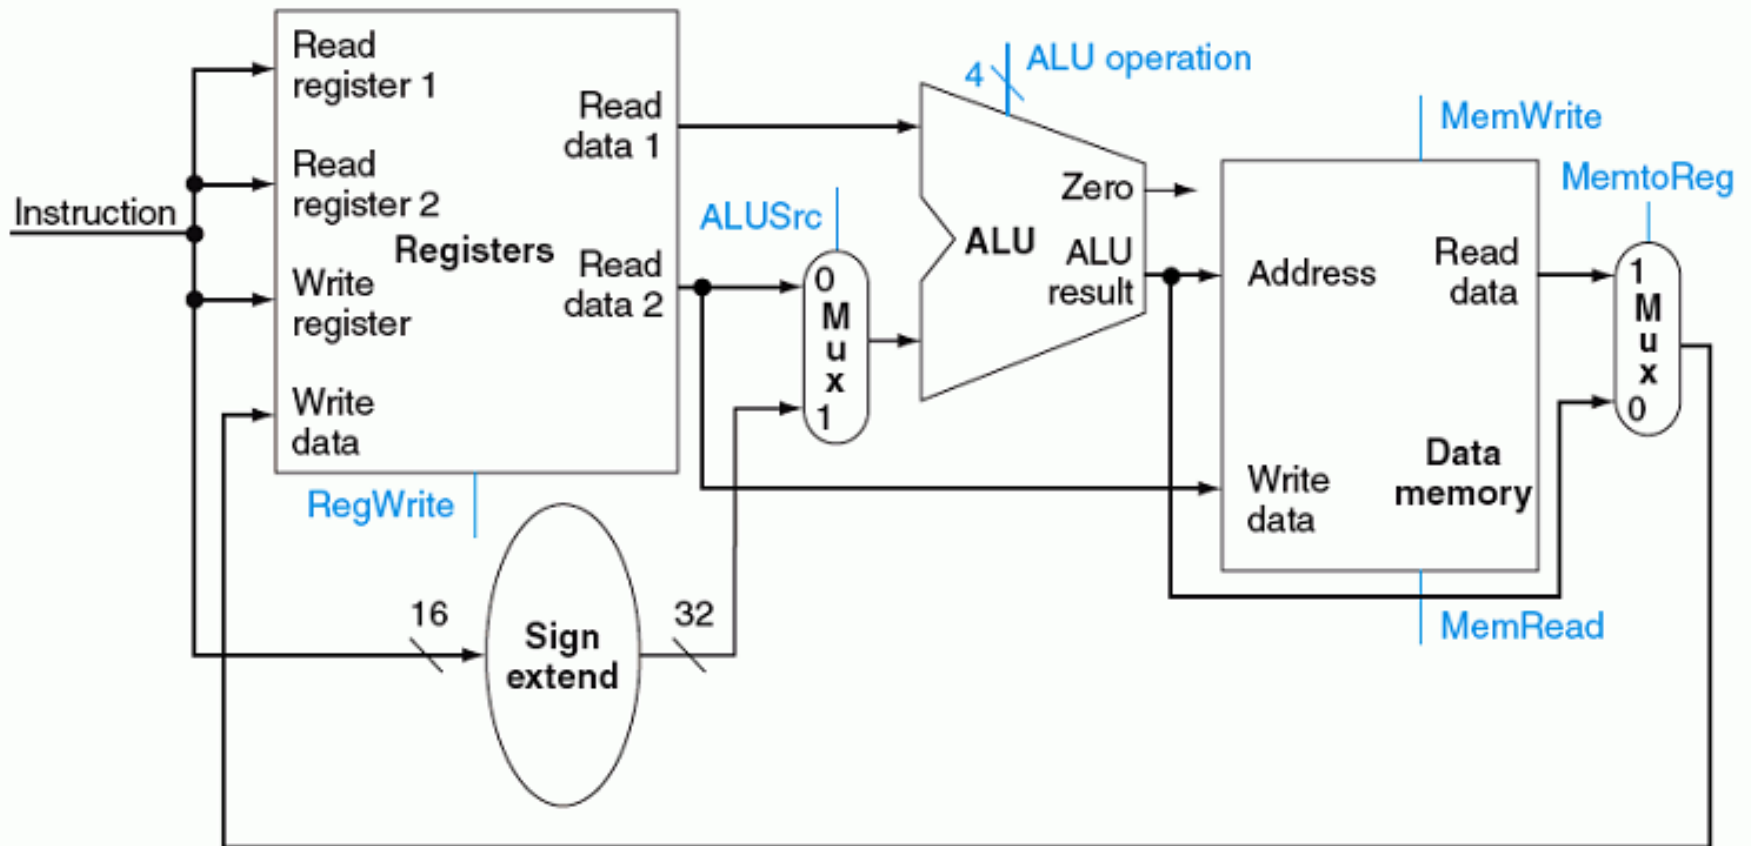 Instruction
Read
register 1
Read
register 2
Write
register
Write
data
Registers
Read
data 1
Read
data 2
RegWrite
16
Sign
extend
32
ALUSrc
0
M
u
x
1
4
ALU operation
Zero
ALU
ALU
result
MemWrite
Address
Read
data
Write
data
Data
memory
MemRead
MemtoReg
1
M
u
x
0